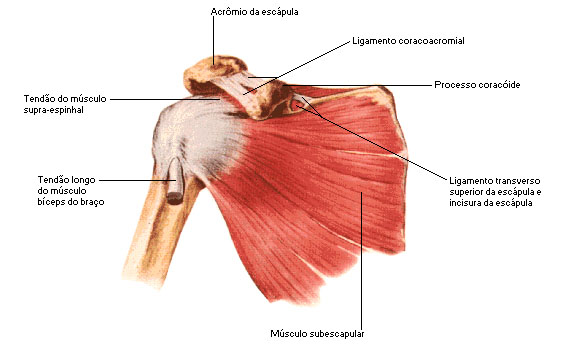 Acrômio da escápula
Ligamento coracoacromial
Processo coracóide
Tendão do músculo
supra-espinhal
Tendão longo
do músculo
bíceps do braço
Ligamento transverso
superior da escápula e
incisura da escápula
Músculo subescapular